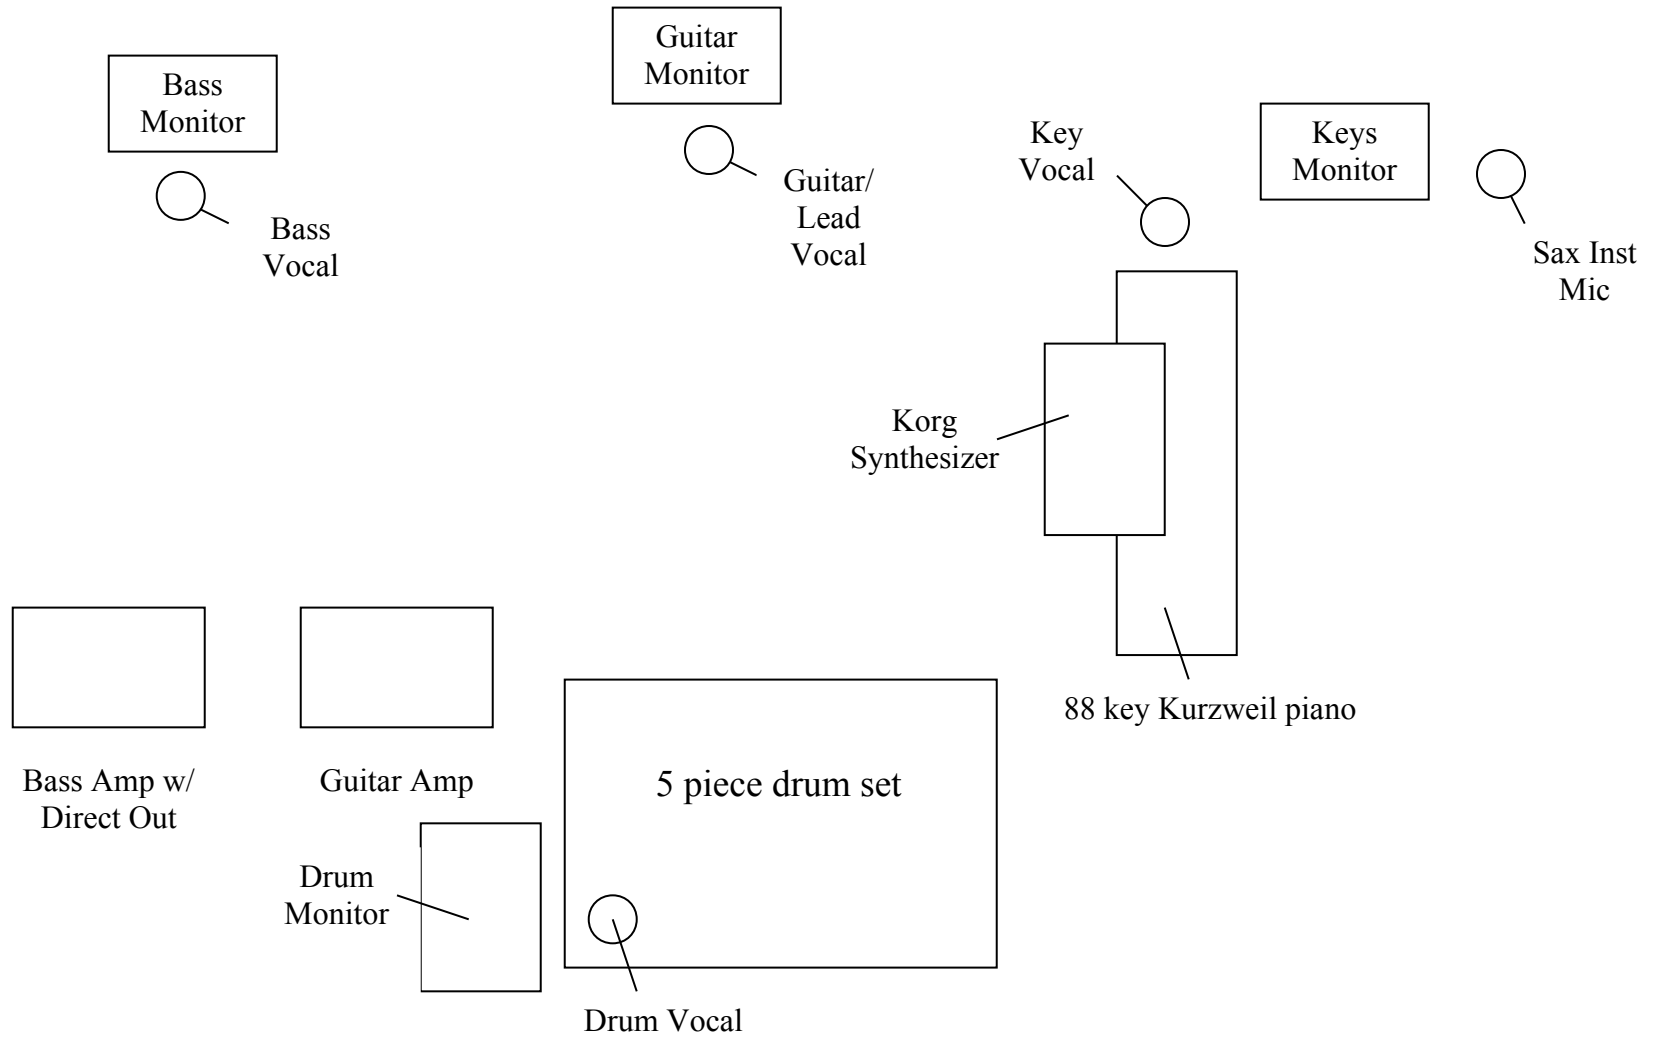 Guitar
Monitor
Bass
Monitor
Key
Vocal
Keys
Monitor
Guitar/
Lead
Vocal
Bass
Vocal
Sax Inst
Mic
Korg
Synthesizer
88 key Kurzweil piano
Bass Amp w/
Direct Out
Guitar Amp
5 piece drum set
Drum
Monitor
Drum Vocal